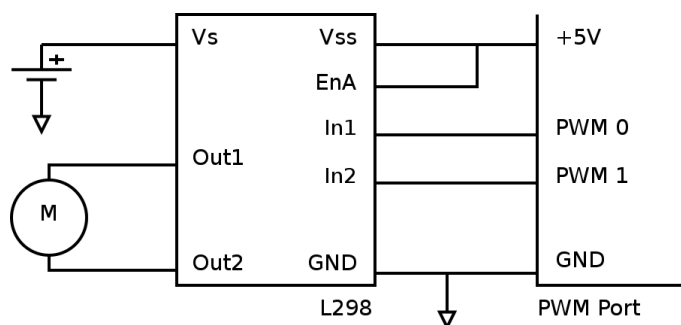 Vs
Vss
+5V
+
EnA
In1
PWM 0
Out1
In2
PWM 1
M
Out2
GND
GND
L298
PWM Port